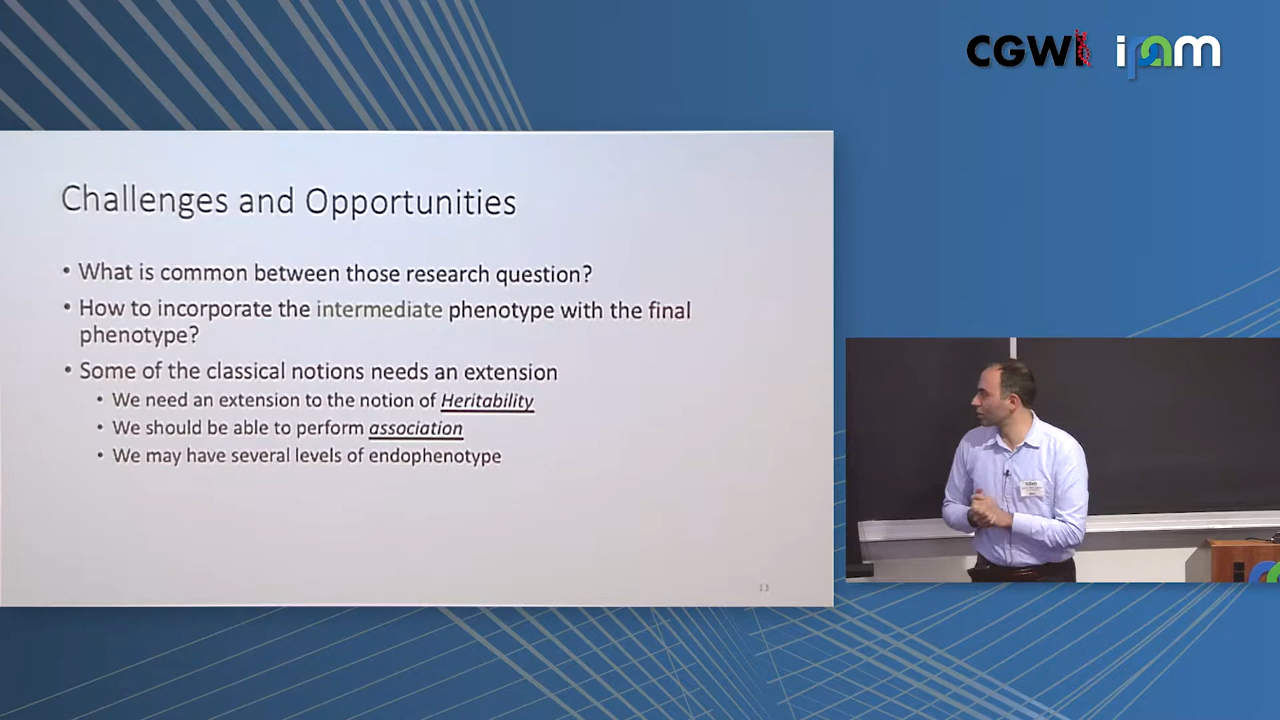 CGWI ipam
Challenges and Opportunities
• What is common between those research question?
• How to incorporate the intermediate phenotype with the final
phenotype?
• Some of the classical notions needs an extension
• We need an extension to the notion of Heritability
• We should be able to perform association
• We may have several levels of endophenotype
13